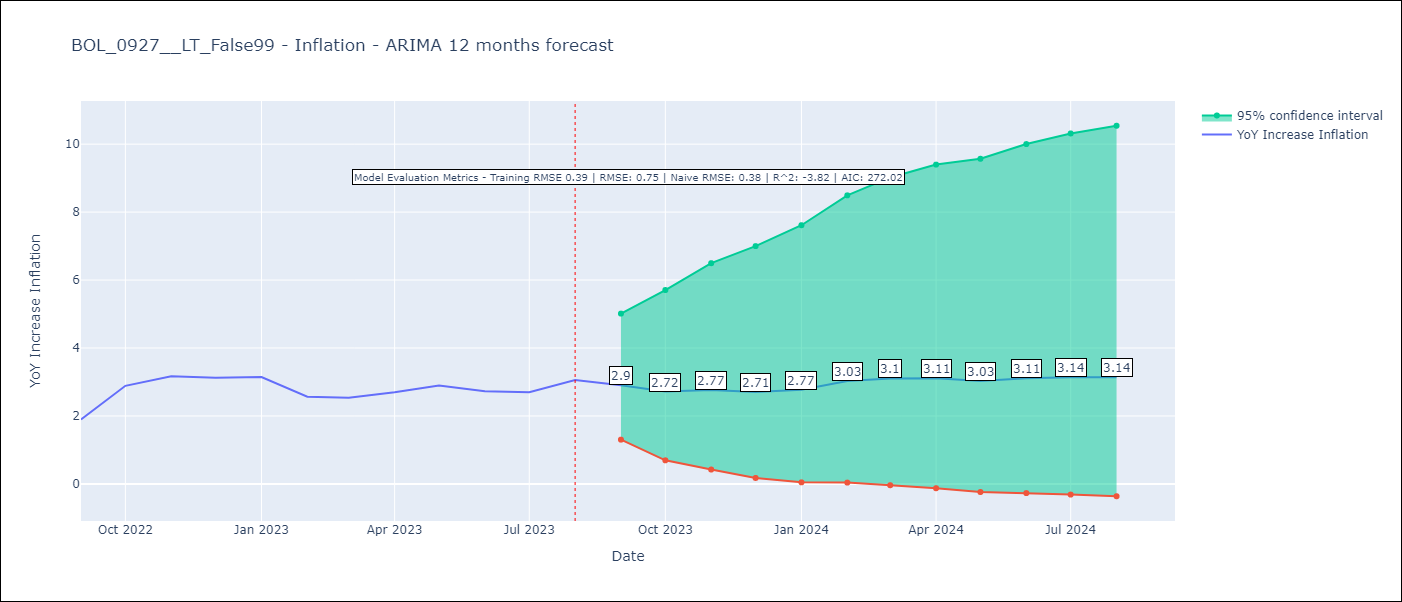 BOL_0927__LT_False99 - Inflation - ARIMA 12 months forecast
95% confidence interval
YoY Increase Inflation
Model Evaluation Metrics - Training RMSE 0.39 | RMSE: 0.75 | Naive RMSE: 0.38 | R^2: -3.82 | AIC: 272.02
YoY Increase Inflation
10
8
6
4
2
0
2.9
2.72
2.77
2.71
2.77
3.03
3.1
3.11
3.03
3.11
3.14
3.14
Oct 2022
Jan 2023
Apr 2023
Jul 2023
Oct 2023
Jan 2024
Apr 2024
Jul 2024
Date